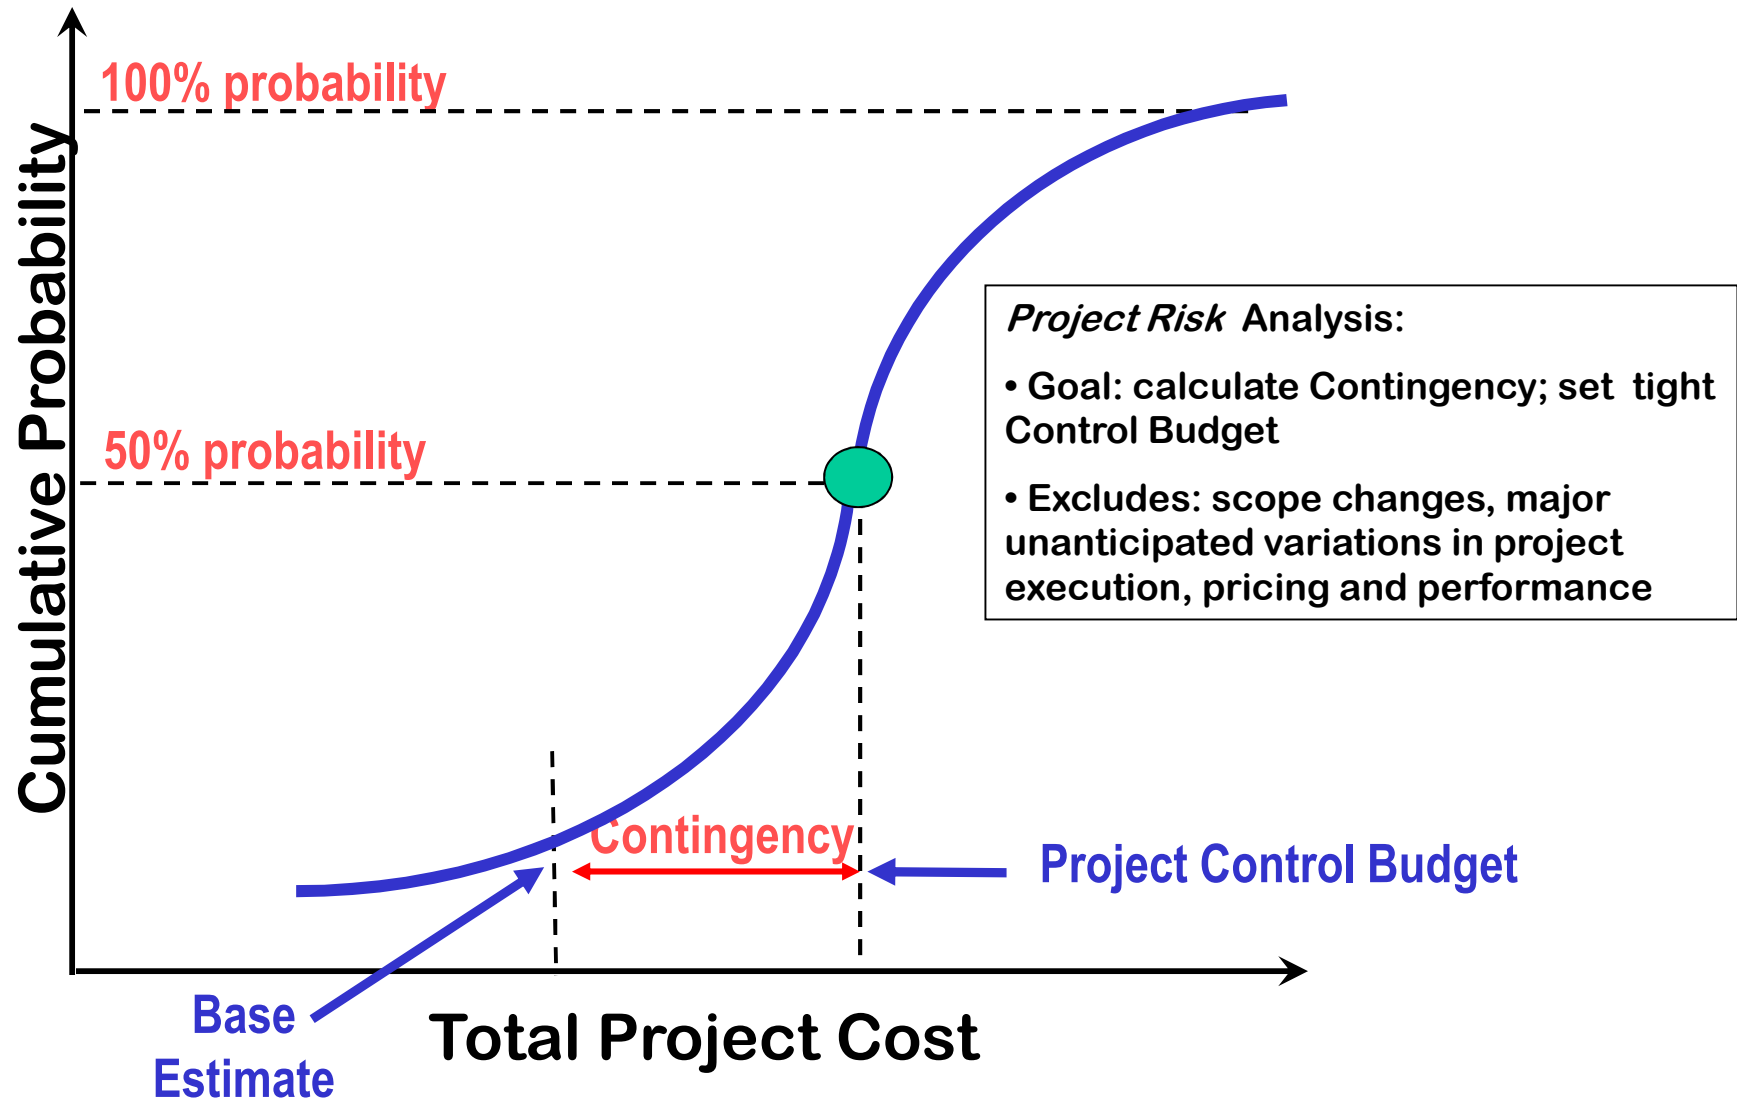 100% probability
Cumulative Probability
50% probability
Project Risk Analysis:
• Goal: calculate Contingency; set tight
Control Budget
• Excludes: scope changes, major
unanticipated variations in project
execution, pricing and performance
Contingency
Project Control Budget
Base
Estimate
Total Project Cost